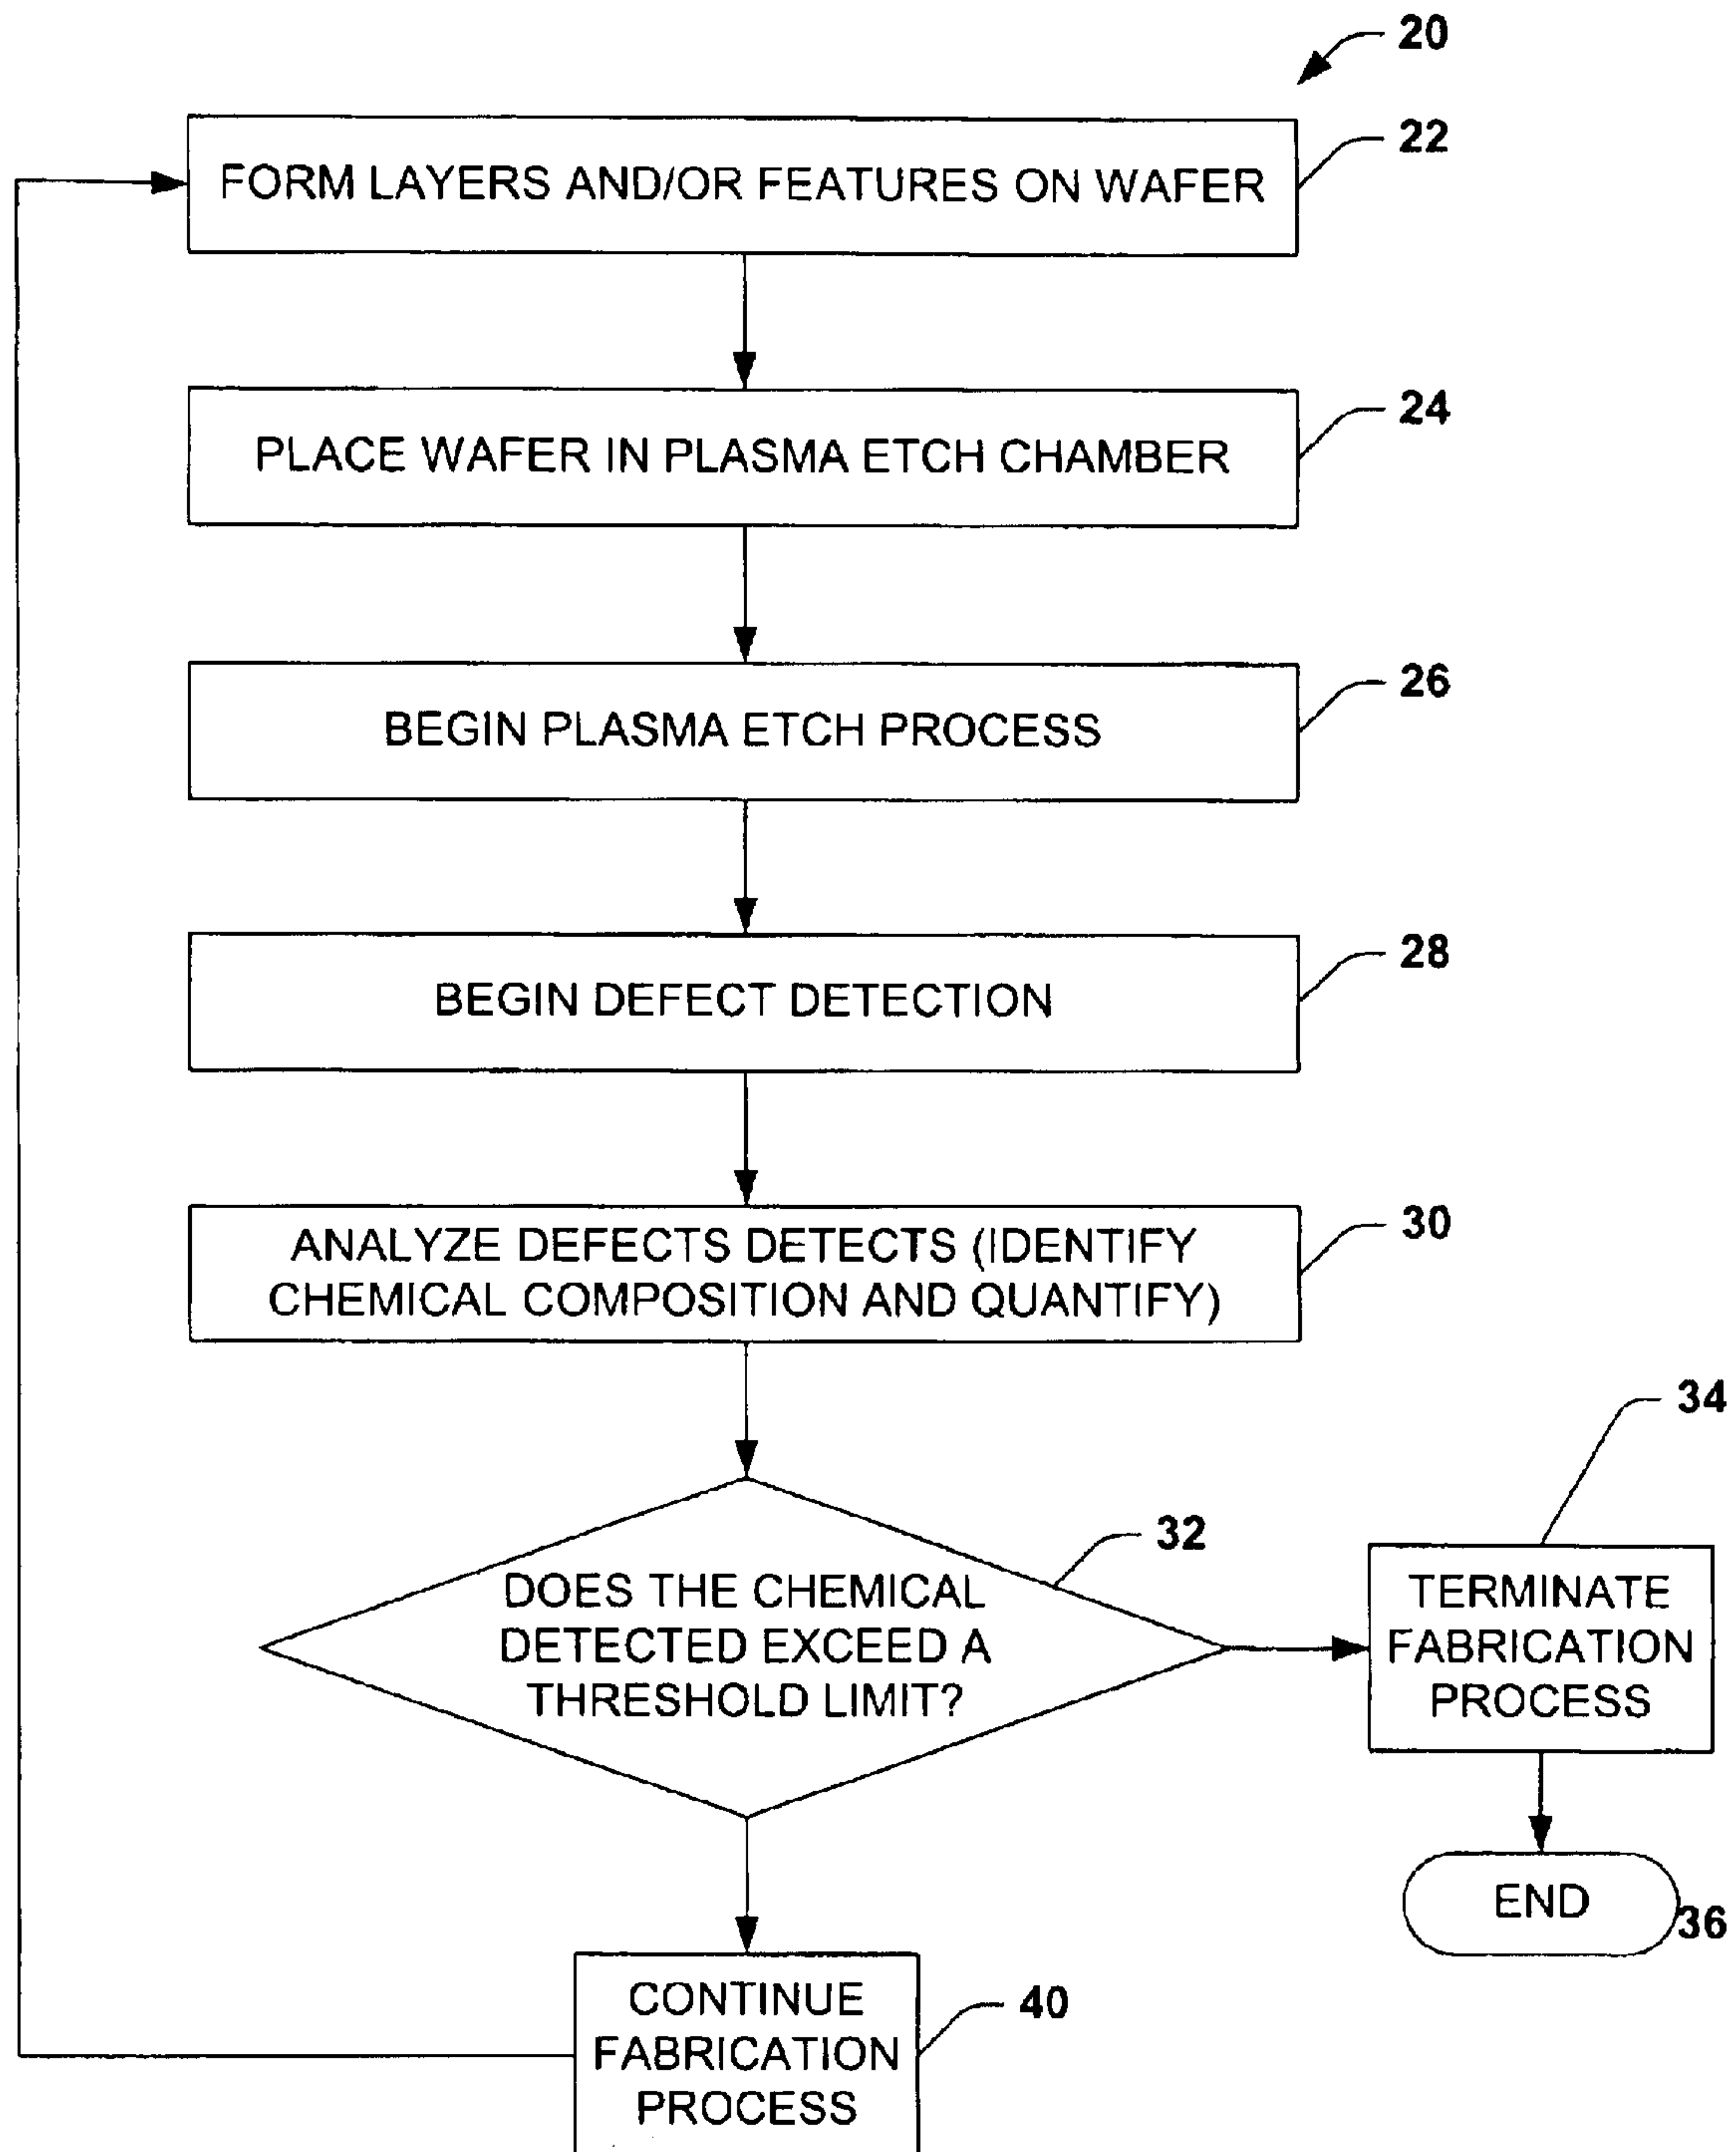 20
22
FORM LAYERS AND/OR FEATURES ON WAFER
24
PLACE WAFER IN PLASMA ETCH CHAMBER
26
BEGIN PLASMA ETCH PROCESS
28
BEGIN DEFECT DETECTION
30
ANALYZE DEFECTS DETECTS (IDENTIFY
CHEMICAL COMPOSITION AND QUANTIFY)
32
DOES THE CHEMICAL
DETECTED EXCEED A
THRESHOLD LIMIT?
34
TERMINATE
FABRICATION
PROCESS
END
36
40
CONTINUE
FABRICATION
PROCESS